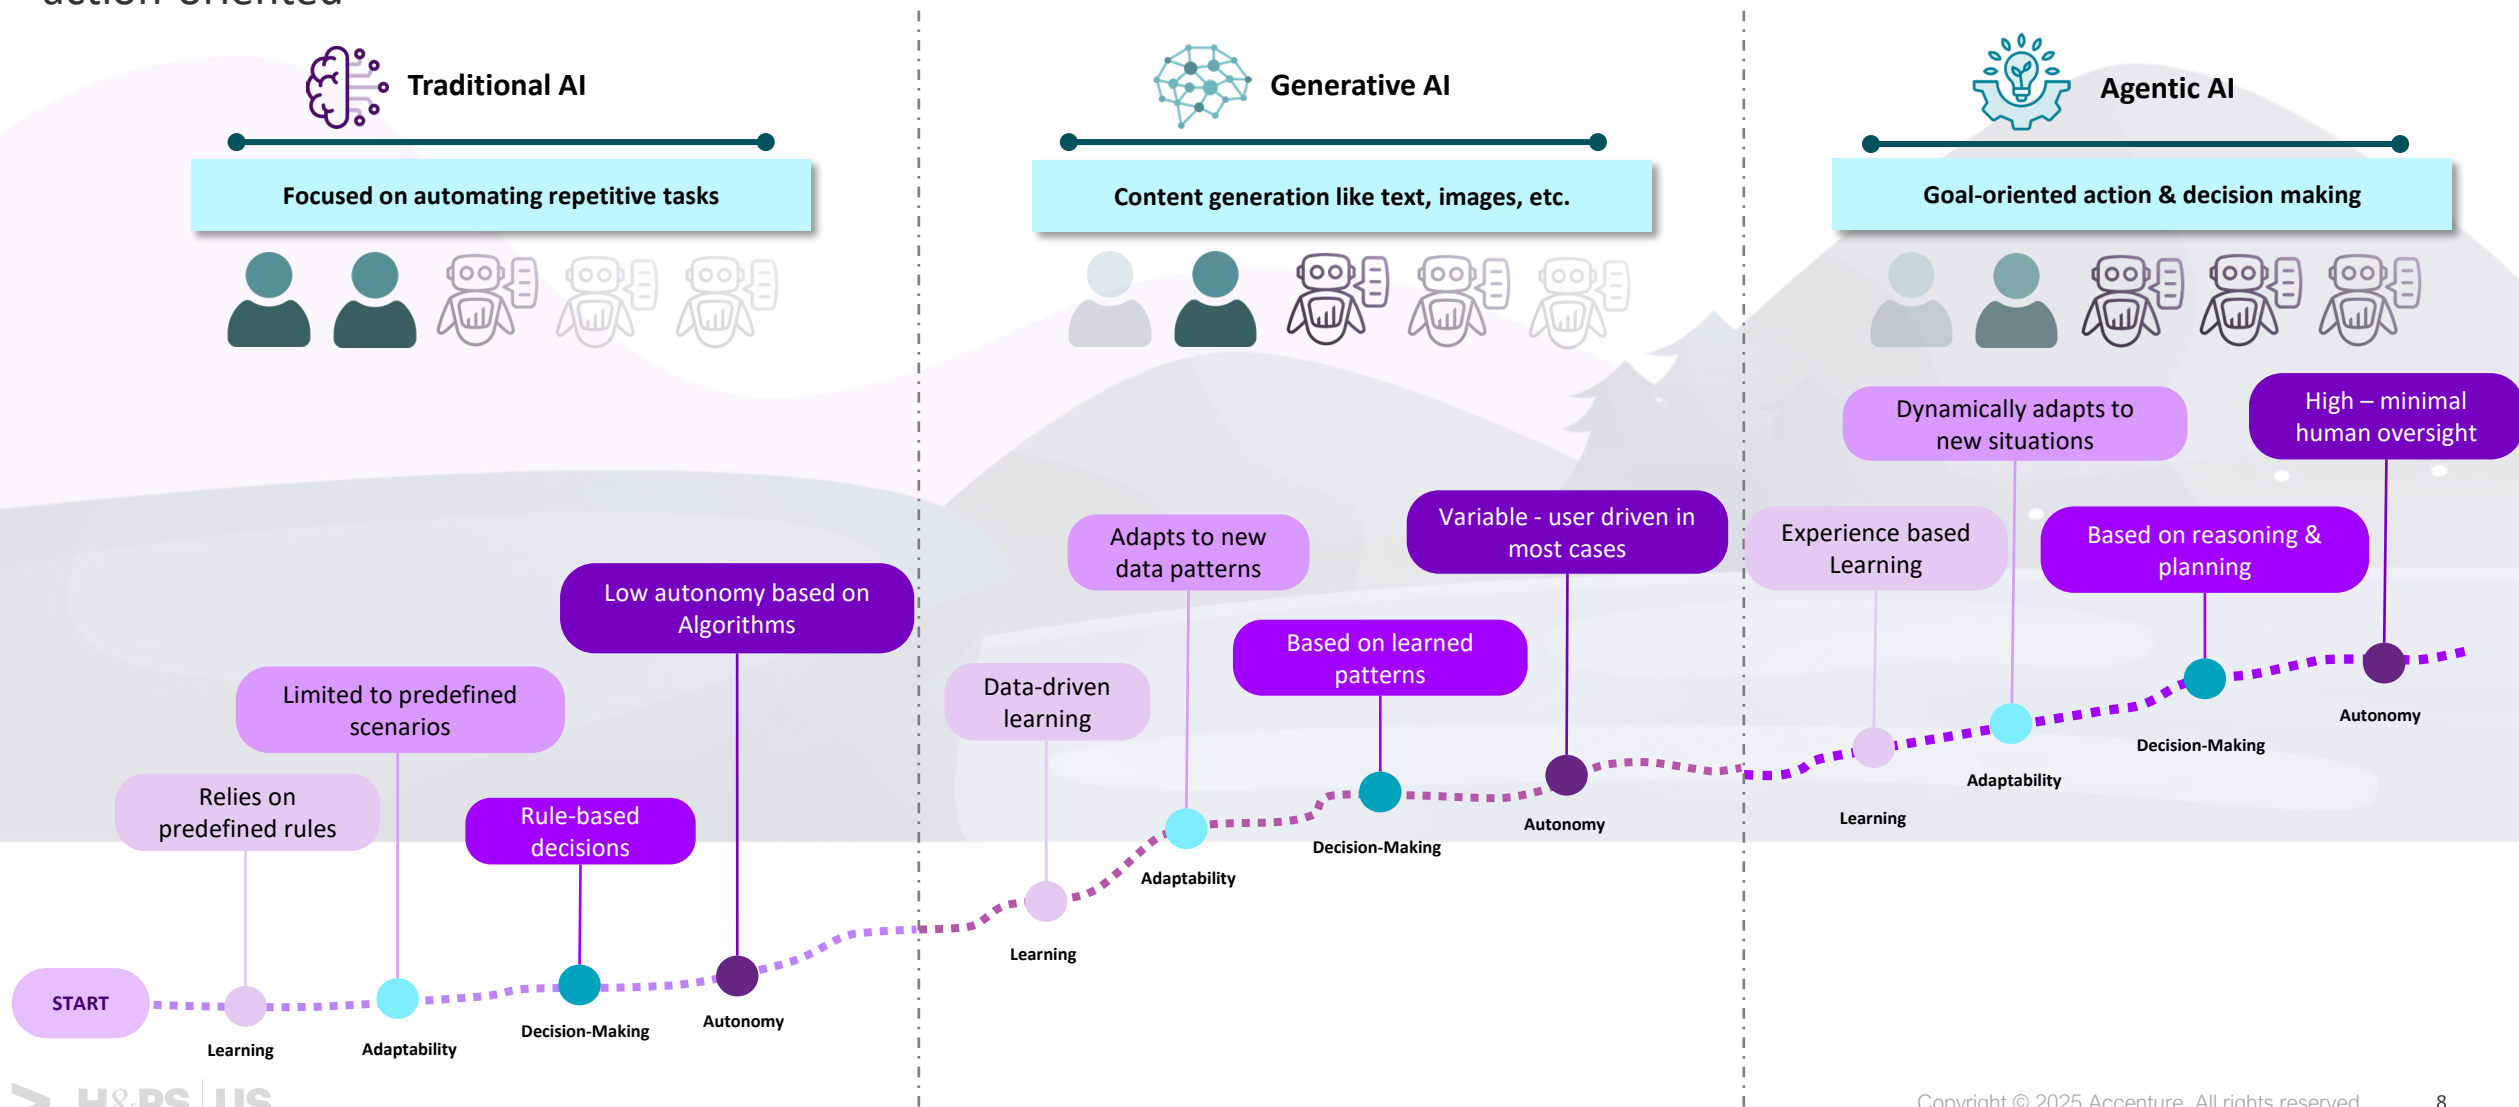 action-oriented
Traditional AI
Focused on automating repetitive tasks
Low autonomy based on
Algorithms
Limited to predefined
scenarios
Relies on
predefined rules
Rule-based
decisions
START
Learning
Adaptability
Decision-Making
Autonomy
Generative AI
Content generation like text, images, etc.
Variable - user driven in
most cases
Adapts to new
data patterns
Based on learned
patterns
Data-driven
learning
Learning
Adaptability
Decision-Making
Autonomy
Agentic AI
Goal-oriented action & decision making
High – minimal
human oversight
Dynamically adapts to
new situations
Experience based
Learning
Based on reasoning &
planning
Learning
Adaptability
Decision-Making
Autonomy
H&PS US
Copyright © 2025 Accenture. All rights reserved.
8